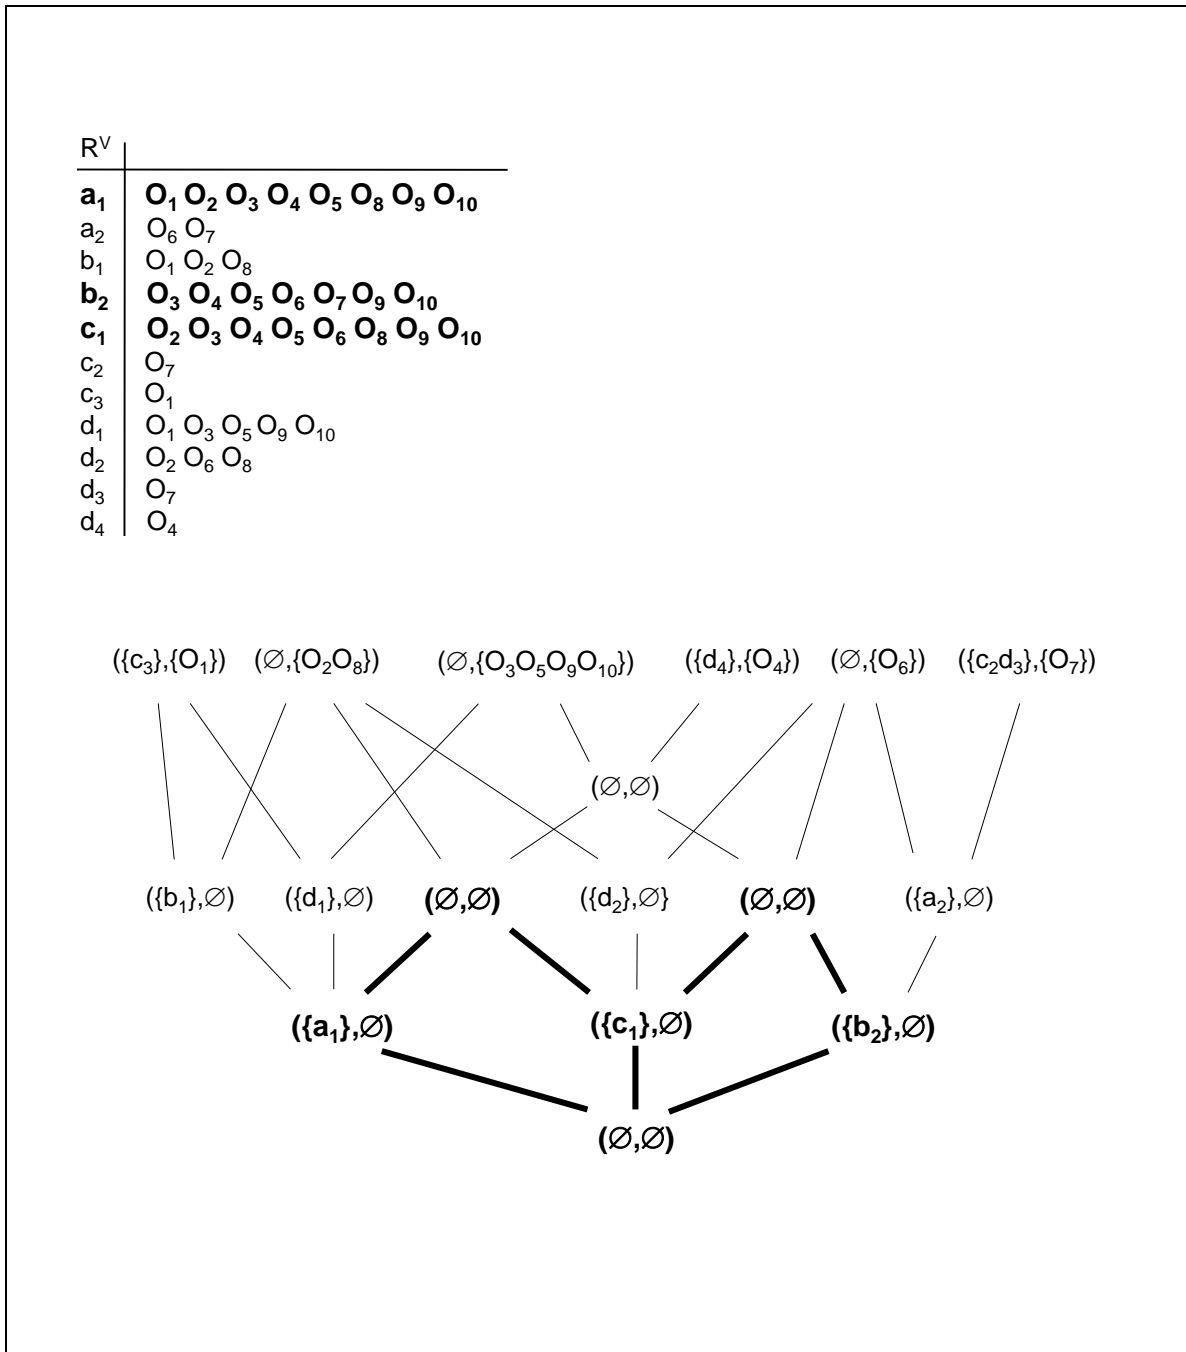 R^V
a₁ O₁ O₂ O₃ O₄ O₅ O₈ O₉ O₁₀
a₂ O₆ O₇
b₁ O₁ O₂ O₈
b₂ O₃ O₄ O₅ O₆ O₇ O₉ O₁₀
c₁ O₂ O₃ O₄ O₅ O₆ O₈ O₉ O₁₀
c₂ O₇
c₃ O₁
d₁ O₁ O₃ O₅ O₉ O₁₀
d₂ O₂ O₆ O₈
d₃ O₇
d₄ O₄
({c₃},{O₁}) (∅,{O₂O₈}) (∅,{O₃O₅O₉O₁₀}) ({d₄},{O₄}) (∅,{O₆}) ({c₂d₃},{O₇})
(∅,∅)
({b₁},∅) ({d₁},∅) (∅,∅) ({d₂},∅} (∅,∅) ({a₂},∅)
({a₁},∅) ({c₁},∅) ({b₂},∅)
(∅,∅)